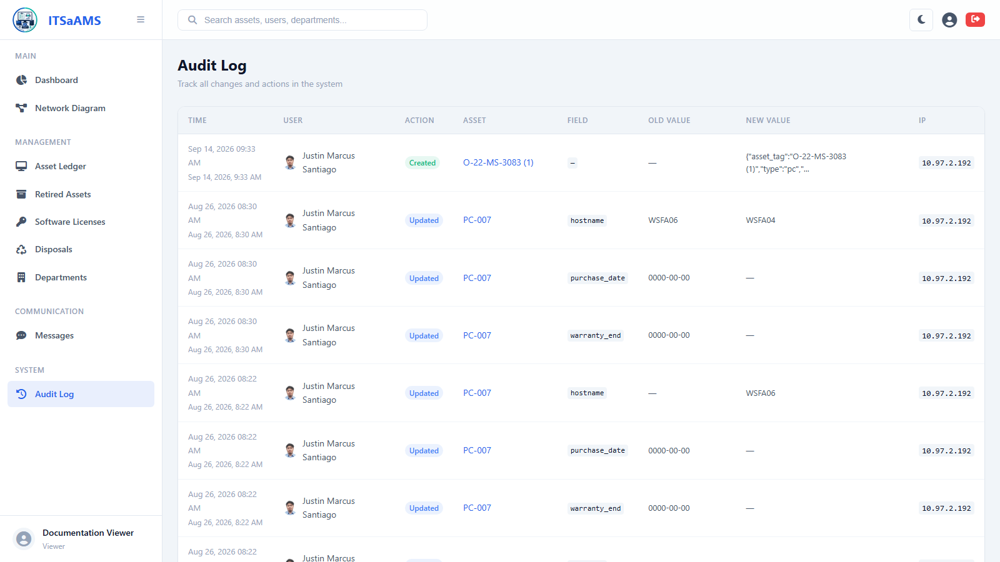 ITSaAMS
Search assets, users, departments...
MAIN
Dashboard
Network Diagram
MANAGEMENT
Asset Ledger
Retired Assets
Software Licenses
Disposals
Departments
COMMUNICATION
Messages
SYSTEM
Audit Log
Documentation Viewer
Viewer
Audit Log
Track all changes and actions in the system
TIME USER ACTION ASSET FIELD OLD VALUE NEW VALUE IP
Sep 14, 2026 09:33
AM
Sep 14, 2026, 9:33 AM
Justin Marcus
Santiago
Created
O-22-MS-3083 (1)
–
—
{"asset_tag":"O-22-MS-3083
(1)","type":"pc","...
10.97.2.192
Aug 26, 2026 08:30
AM
Aug 26, 2026, 8:30 AM
Justin Marcus
Santiago
Updated
PC-007
hostname
WSFA06
WSFA04
10.97.2.192
Aug 26, 2026 08:30
AM
Aug 26, 2026, 8:30 AM
Justin Marcus
Santiago
Updated
PC-007
purchase_date
0000-00-00
—
10.97.2.192
Aug 26, 2026 08:30
AM
Aug 26, 2026, 8:30 AM
Justin Marcus
Santiago
Updated
PC-007
warranty_end
0000-00-00
—
10.97.2.192
Aug 26, 2026 08:22
AM
Aug 26, 2026, 8:22 AM
Justin Marcus
Santiago
Updated
PC-007
hostname
—
WSFA06
10.97.2.192
Aug 26, 2026 08:22
AM
Aug 26, 2026, 8:22 AM
Justin Marcus
Santiago
Updated
PC-007
purchase_date
0000-00-00
—
10.97.2.192
Aug 26, 2026 08:22
AM
Aug 26, 2026, 8:22 AM
Justin Marcus
Santiago
Updated
PC-007
warranty_end
0000-00-00
—
10.97.2.192
Aug 26, 2026 08:22
Justin Marcus